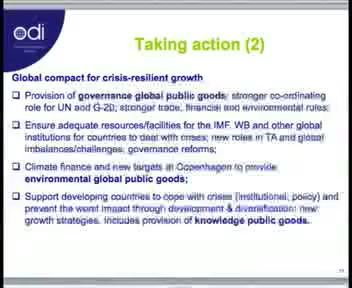 odi
Taking action (2)
Global compact for crisis-resilient growth
Provision of governance global public goods: stronger co-ordinating
role for UN and G-20; stronger trade, financial and environmental rules;
Ensure adequate resources/facilities for the IMF, WB and other global
institutions for countries to deal with crises; new roles in TA and global
imbalances/challenges; governance reforms;
Climate finance and new targets at Copenhagen to provide
environmental global public goods;
Support developing countries to cope with crises (institutional, policy) and
prevent the worst impact through development & diversification: new
growth strategies. Includes provision of knowledge public goods.